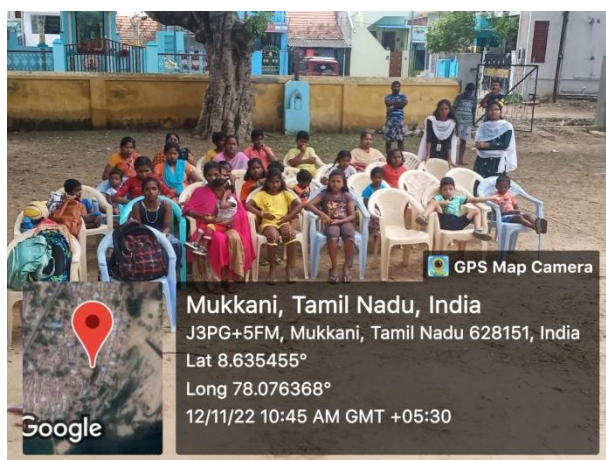 GPS Map Camera
Mukkani, Tamil Nadu, India
J3PG+5FM, Mukkani, Tamil Nadu 628151, India
Lat 8.635455°
Long 78.076368°
12/11/22 10:45 AM GMT +05:30
Google